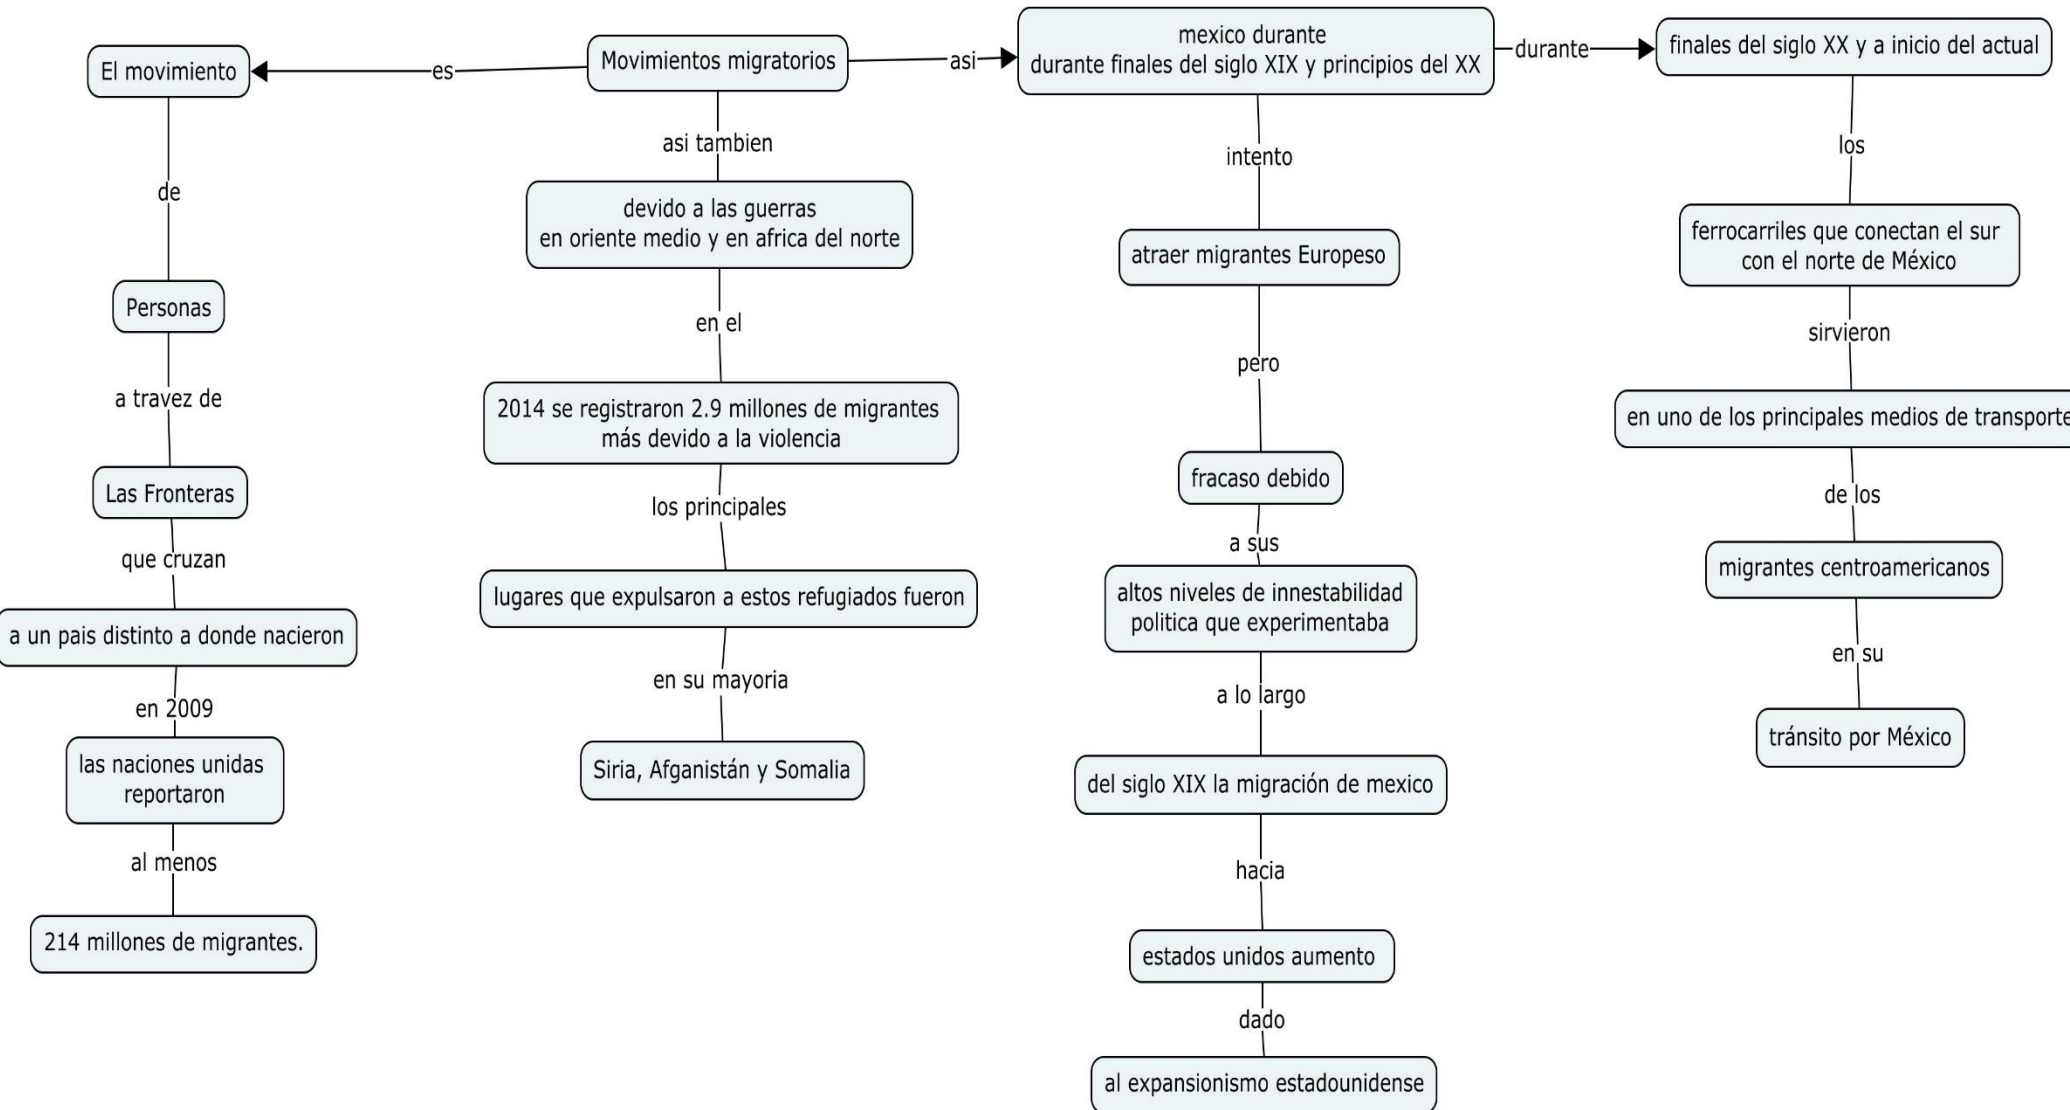 Movimientos migratorios
es
El movimiento
de
Personas
a travez de
Las Fronteras
que cruzan
a un pais distinto a donde nacieron
en 2009
las naciones unidas
reportaron
al menos
214 millones de migrantes.
asi tambien
devido a las guerras
en oriente medio y en africa del norte
en el
2014 se registraron 2.9 millones de migrantes
más devido a la violencia
los principales
lugares que expulsaron a estos refugiados fueron
en su mayoria
Siria, Afganistán y Somalia
asi
mexico durante
durante finales del siglo XIX y principios del XX
intento
atraer migrantes Europeso
pero
fracaso debido
a sus
altos niveles de innestabilidad
politica que experimentaba
a lo largo
del siglo XIX la migración de mexico
hacia
estados unidos aumento
dado
al expansionismo estadounidense
durante
finales del siglo XX y a inicio del actual
los
ferrocarriles que conectan el sur
con el norte de México
sirvieron
en uno de los principales medios de transporte
de los
migrantes centroamericanos
en su
tránsito por México